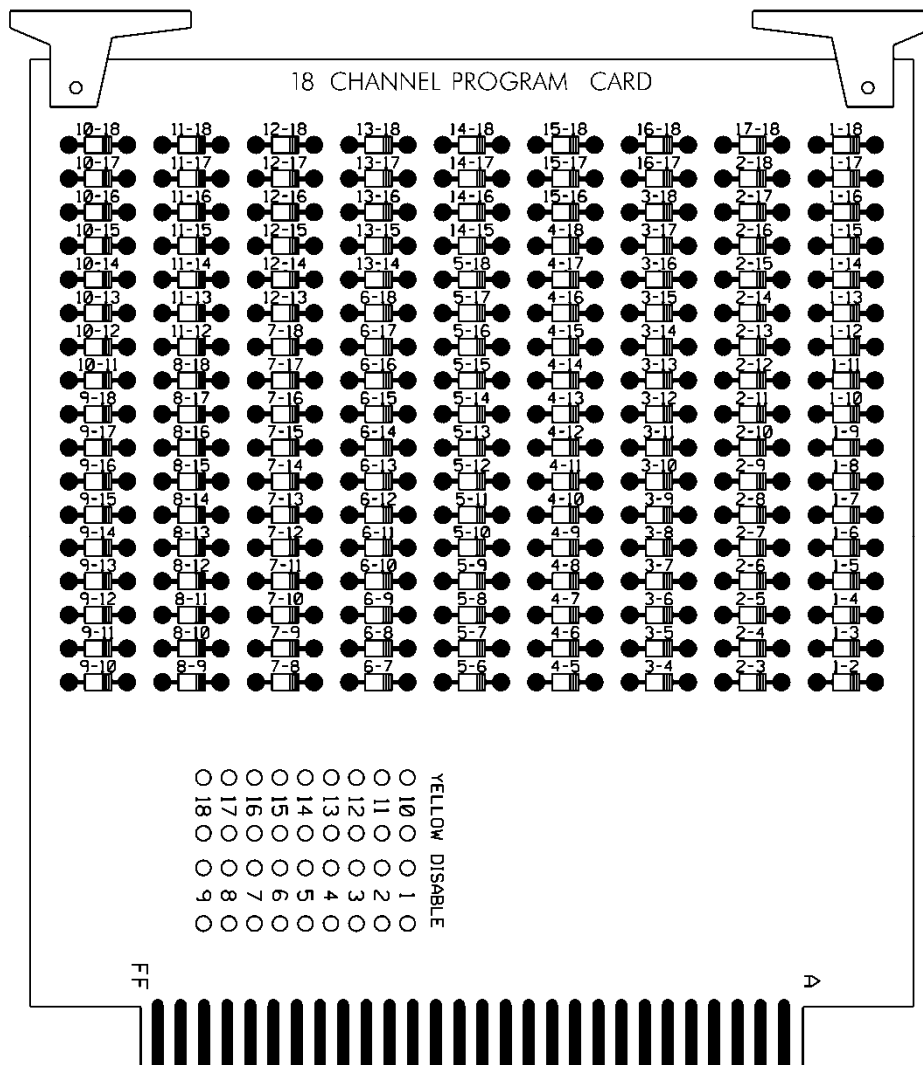 18 CHANNEL PROGRAM CARD
10-18 11-18 12-18 13-18 14-18 15-18 16-18 17-18 1-18
10-17 11-17 12-17 13-17 14-17 15-17 16-17 2-18 1-17
10-16 11-16 12-16 13-16 14-16 15-16 3-18 2-17 1-16
10-15 11-15 12-15 13-15 14-15 4-18 3-17 2-16 1-15
10-14 11-14 12-14 13-14 5-18 4-17 3-16 2-15 1-14
10-13 11-13 12-13 6-18 5-17 4-16 3-15 2-14 1-13
10-12 11-12 7-18 6-17 5-16 4-15 3-14 2-13 1-12
10-11 8-18 7-17 6-16 5-15 4-14 3-13 2-12 1-11
9-18 8-17 7-16 6-15 5-14 4-13 3-12 2-11 1-10
9-17 8-16 7-15 6-14 5-13 4-12 3-11 2-10 1-9
9-16 8-15 7-14 6-13 5-12 4-11 3-10 2-9 1-8
9-15 8-14 7-13 6-12 5-11 4-10 3-9 2-8 1-7
9-14 8-13 7-12 6-11 5-10 4-9 3-8 2-7 1-6
9-13 8-12 7-11 6-10 5-9 4-8 3-7 2-6 1-5
9-12 8-11 7-10 6-9 5-8 4-7 3-6 2-5 1-4
9-11 8-10 7-9 6-8 5-7 4-6 3-5 2-4 1-3
9-10 8-9 7-8 6-7 5-6 4-5 3-4 2-3 1-2
YELLOW DISABLE
10 1
11 2
12 3
13 4
14 5
15 6
16 7
17 8
18 9
FF
A